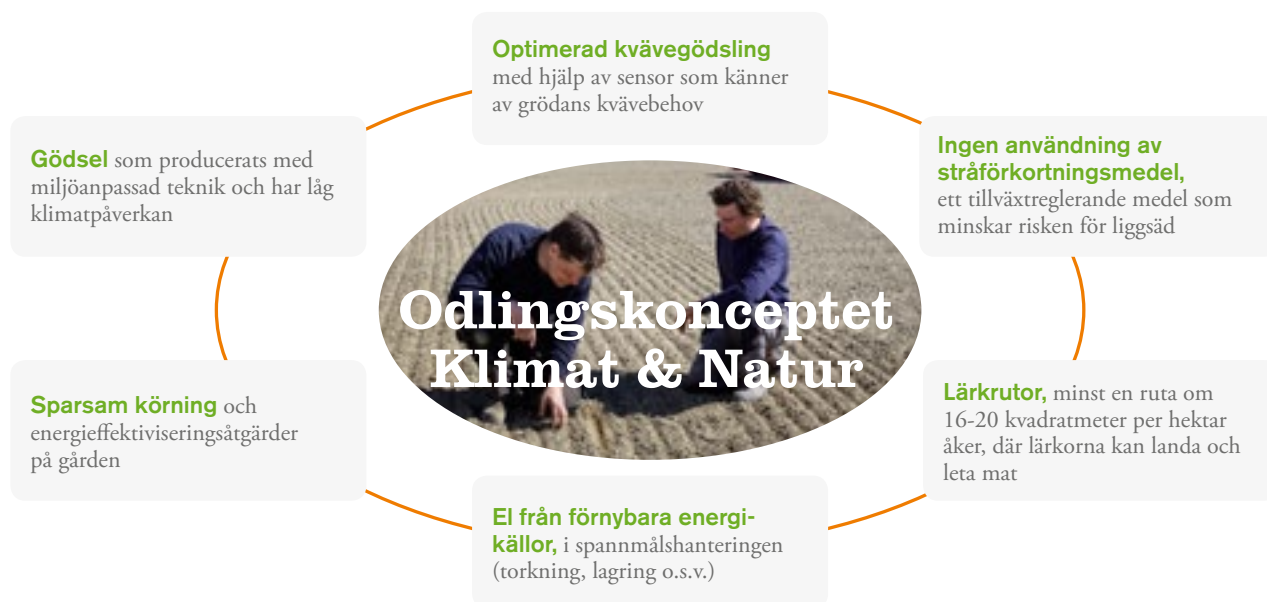 Optimerad kvävegödsling
med hjälp av sensor som känner
av grödans kvävebehov
Ingen användning av
stråförkortningsmedel,
ett tillväxtreglerande medel som
minskar risken för liggsäd
Lärkrutor, minst en ruta om
16-20 kvadratmeter per hektar
åker, där lärkorna kan landa och
leta mat
El från förnybara energi-
källor, i spannmålshanteringen
(torkning, lagring o.s.v.)
Sparsam körning och
energieffektiviseringsåtgärder
på gården
Gödsel som producerats med
miljöanpassad teknik och har låg
klimatpåverkan
Odlingskonceptet
Klimat & Natur